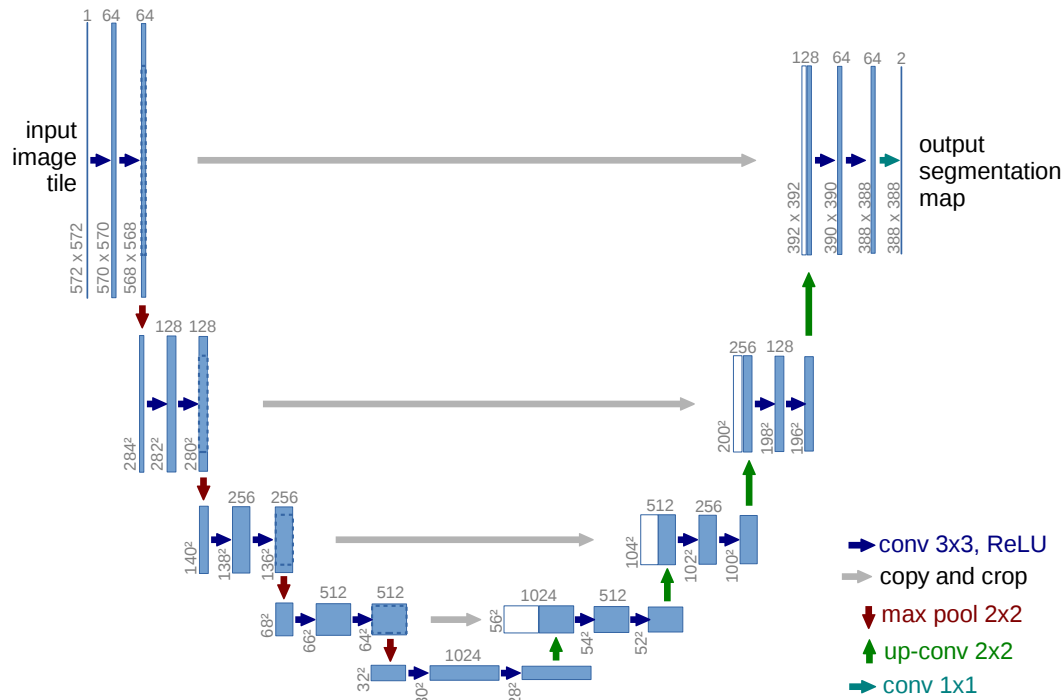 1 64 64
128
64
64
2
input
image
tile
output
segmentation
map
572 x 572
570 x 570
568 x 568
392 x 392
390 x 390
388 x 388
388 x 388
128 128
256
128
284²
282²
280²
200²
198²
196²
256 256
512
256
140²
138²
136²
104²
102²
100²
512 512
1024
512
68²
66²
64²
56²
54²
52²
1024
32²
30²
28²
conv 3x3, ReLU
copy and crop
max pool 2x2
up-conv 2x2
conv 1x1